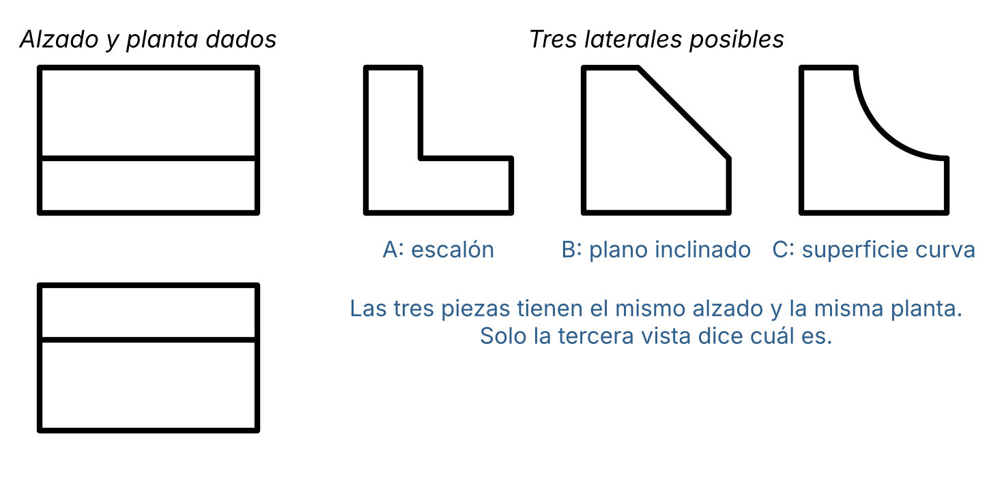 Alzado y planta dados
Tres laterales posibles
A: escalón
B: plano inclinado
C: superficie curva
Las tres piezas tienen el mismo alzado y la misma planta.
Solo la tercera vista dice cuál es.